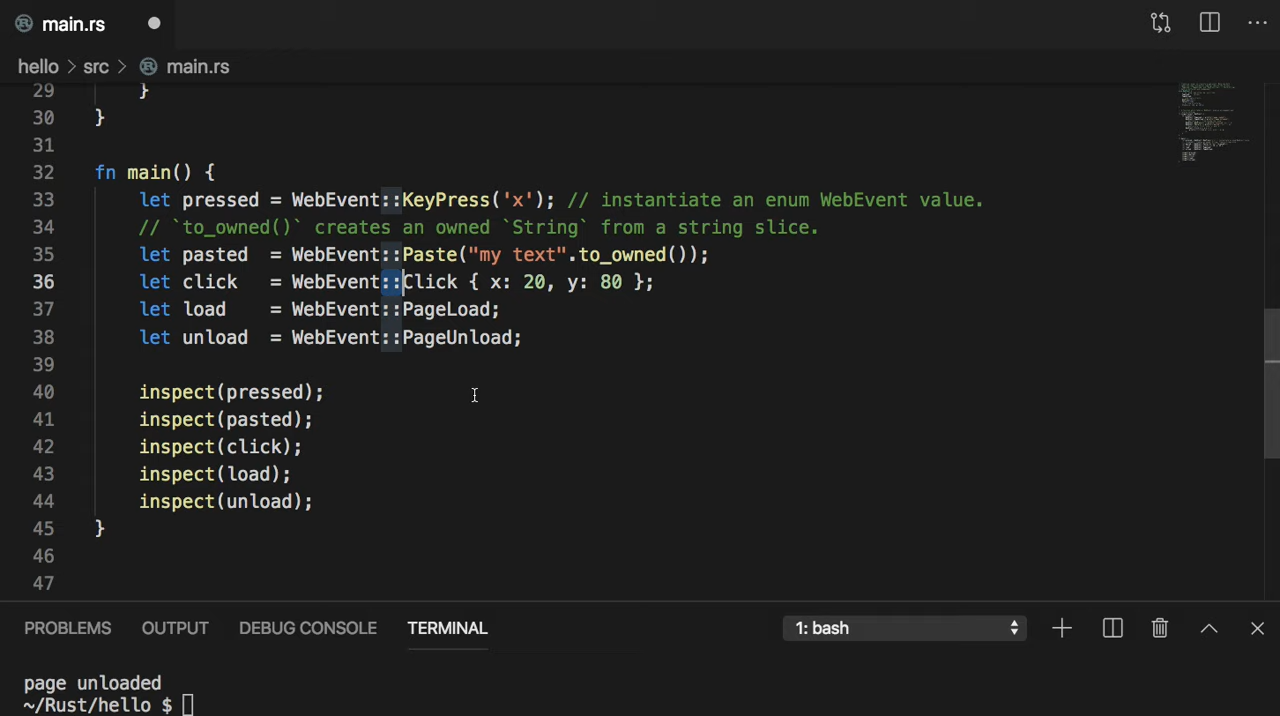 main.rs
hello > src > main.rs
29 }
30 }
31
32 fn main() {
33 let pressed = WebEvent::KeyPress('x'); // instantiate an enum WebEvent value.
34 // `to_owned()` creates an owned `String` from a string slice.
35 let pasted  = WebEvent::Paste("my text".to_owned());
36 let click   = WebEvent::Click { x: 20, y: 80 };
37 let load    = WebEvent::PageLoad;
38 let unload  = WebEvent::PageUnload;
39
40 inspect(pressed);
41 inspect(pasted);
42 inspect(click);
43 inspect(load);
44 inspect(unload);
45 }
46
47
PROBLEMS OUTPUT DEBUG CONSOLE TERMINAL 1: bash
page unloaded
~/Rust/hello $